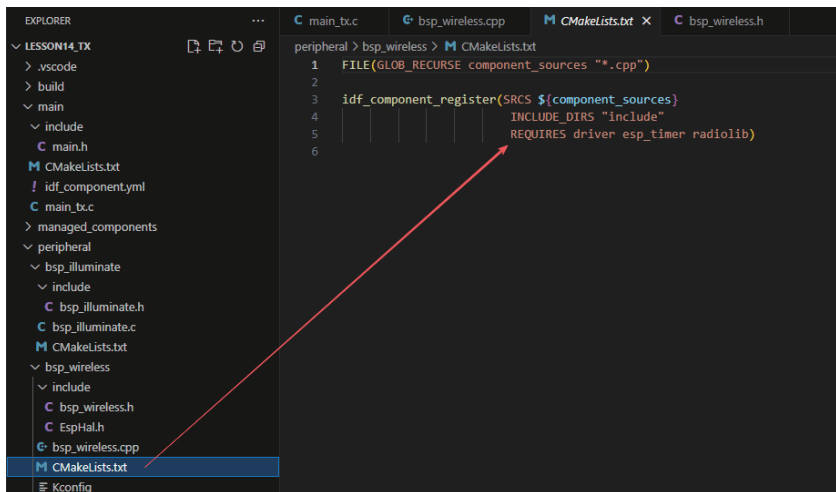 EXPLORER
LESSON14_TX
.vscode
build
main
include
C main.h
M CMakeLists.txt
! idf_component.yml
C main_tx.c
managed_components
peripheral
bsp_illuminate
include
C bsp_illuminate.h
C bsp_illuminate.c
M CMakeLists.txt
bsp_wireless
include
C bsp_wireless.h
C EspHal.h
bsp_wireless.cpp
M CMakeLists.txt
Kconfig
C main_tx.c bsp_wireless.cpp M CMakeLists.txt C bsp_wireless.h
peripheral > bsp_wireless > M CMakeLists.txt
1 FILE(GLOB_RECURSE component_sources "*.cpp")
2
3 idf_component_register(SRCS ${component_sources}
4 INCLUDE_DIRS "include"
5 REQUIRES driver esp_timer radiolib)
6